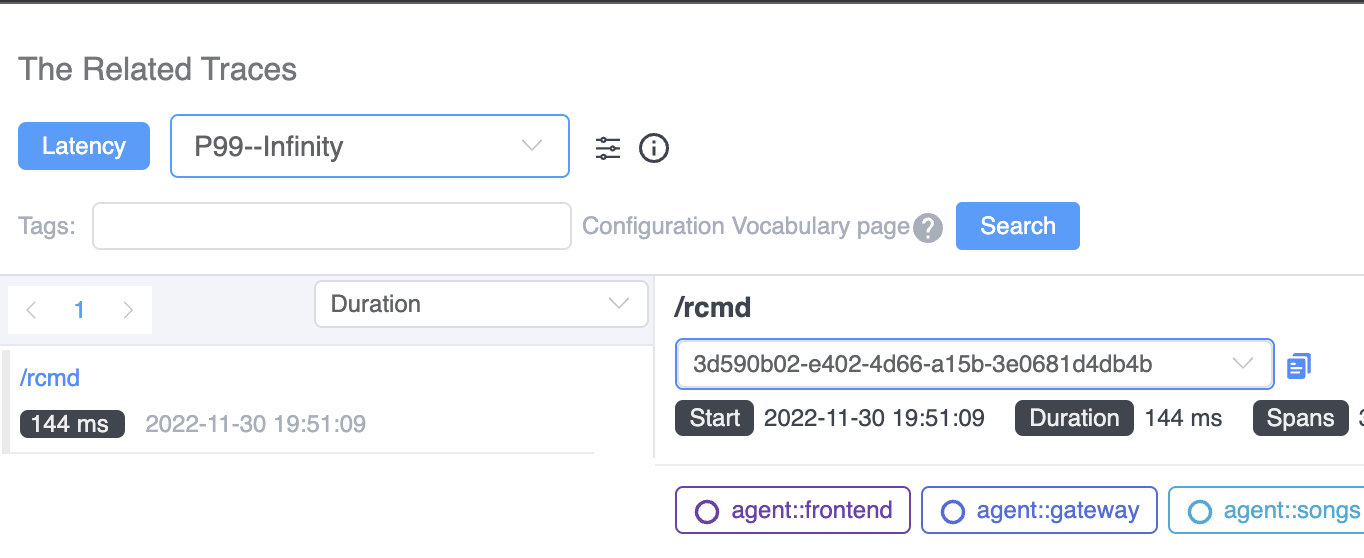 The Related Traces
Latency P99--Infinity
Tags: Configuration Vocabulary page ? Search
1 Duration
/rcmd
144 ms 2022-11-30 19:51:09
/rcmd
3d590b02-e402-4d66-a15b-3e0681d4db4b
Start 2022-11-30 19:51:09 Duration 144 ms Spans
agent::frontend agent::gateway agent::songs